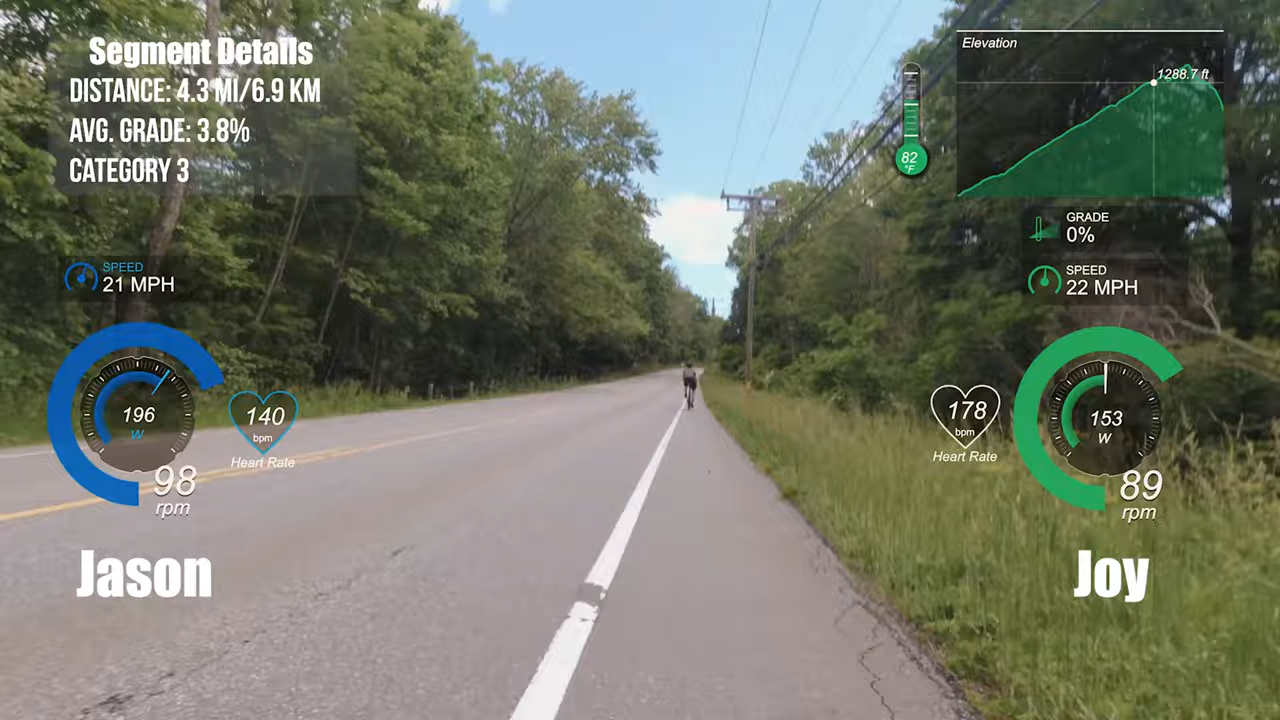 Segment Details
DISTANCE: 4.3 MI/6.9 KM
AVG. GRADE: 3.8%
CATEGORY 3
Elevation
1288.7 ft
82
°F
GRADE
0%
SPEED
21 MPH
SPEED
22 MPH
196
W
140
bpm
Heart Rate
98
rpm
178
bpm
Heart Rate
153
W
89
rpm
Jason
Joy